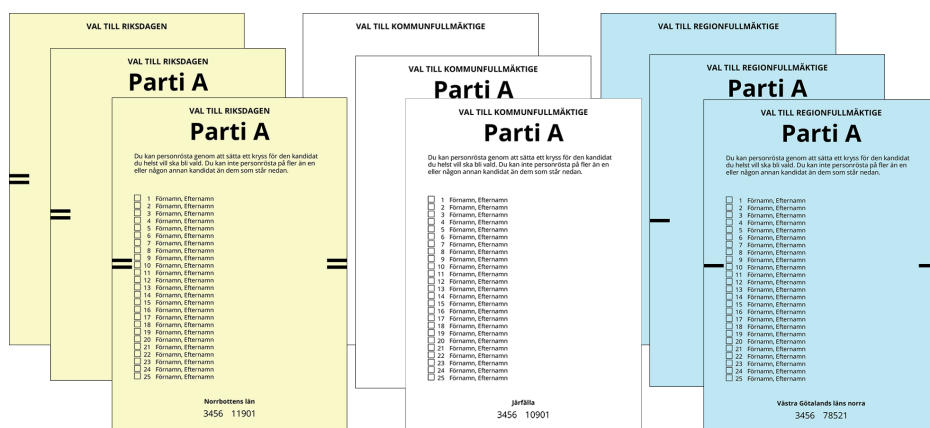 VAL TILL RIKSDAGEN
VAL TILL RIKSDAGEN
Parti A
VAL TILL RIKSDAGEN
Parti A
Du kan personrösta genom att sätta ett kryss för den kandidat
du helst vill ska bli vald. Du kan inte personrösta på fler än en
eller någon annan kandidat än dem som står nedan.
1 Förnamn, Efternamn
2 Förnamn, Efternamn
3 Förnamn, Efternamn
4 Förnamn, Efternamn
5 Förnamn, Efternamn
6 Förnamn, Efternamn
7 Förnamn, Efternamn
8 Förnamn, Efternamn
9 Förnamn, Efternamn
10 Förnamn, Efternamn
11 Förnamn, Efternamn
12 Förnamn, Efternamn
13 Förnamn, Efternamn
14 Förnamn, Efternamn
15 Förnamn, Efternamn
16 Förnamn, Efternamn
17 Förnamn, Efternamn
18 Förnamn, Efternamn
19 Förnamn, Efternamn
20 Förnamn, Efternamn
21 Förnamn, Efternamn
22 Förnamn, Efternamn
23 Förnamn, Efternamn
24 Förnamn, Efternamn
25 Förnamn, Efternamn
Norrbottens län
3456 11901
VAL TILL KOMMUNFULLMÄKTIGE
VAL TILL KOMMUNFULLMÄKTIGE
Parti A
VAL TILL KOMMUNFULLMÄKTIGE
Parti A
Du kan personrösta genom att sätta ett kryss för den kandidat
du helst vill ska bli vald. Du kan inte personrösta på fler än en
eller någon annan kandidat än dem som står nedan.
1 Förnamn, Efternamn
2 Förnamn, Efternamn
3 Förnamn, Efternamn
4 Förnamn, Efternamn
5 Förnamn, Efternamn
6 Förnamn, Efternamn
7 Förnamn, Efternamn
8 Förnamn, Efternamn
9 Förnamn, Efternamn
10 Förnamn, Efternamn
11 Förnamn, Efternamn
12 Förnamn, Efternamn
13 Förnamn, Efternamn
14 Förnamn, Efternamn
15 Förnamn, Efternamn
16 Förnamn, Efternamn
17 Förnamn, Efternamn
18 Förnamn, Efternamn
19 Förnamn, Efternamn
20 Förnamn, Efternamn
21 Förnamn, Efternamn
22 Förnamn, Efternamn
23 Förnamn, Efternamn
24 Förnamn, Efternamn
25 Förnamn, Efternamn
Järfälla
3456 10901
VAL TILL REGIONFULLMÄKTIGE
VAL TILL REGIONFULLMÄKTIGE
Parti A
VAL TILL REGIONFULLMÄKTIGE
Parti A
Du kan personrösta genom att sätta ett kryss för den kandidat
du helst vill ska bli vald. Du kan inte personrösta på fler än en
eller någon annan kandidat än dem som står nedan.
1 Förnamn, Efternamn
2 Förnamn, Efternamn
3 Förnamn, Efternamn
4 Förnamn, Efternamn
5 Förnamn, Efternamn
6 Förnamn, Efternamn
7 Förnamn, Efternamn
8 Förnamn, Efternamn
9 Förnamn, Efternamn
10 Förnamn, Efternamn
11 Förnamn, Efternamn
12 Förnamn, Efternamn
13 Förnamn, Efternamn
14 Förnamn, Efternamn
15 Förnamn, Efternamn
16 Förnamn, Efternamn
17 Förnamn, Efternamn
18 Förnamn, Efternamn
19 Förnamn, Efternamn
20 Förnamn, Efternamn
21 Förnamn, Efternamn
22 Förnamn, Efternamn
23 Förnamn, Efternamn
24 Förnamn, Efternamn
25 Förnamn, Efternamn
Västra Götalands läns norra
3456 78521